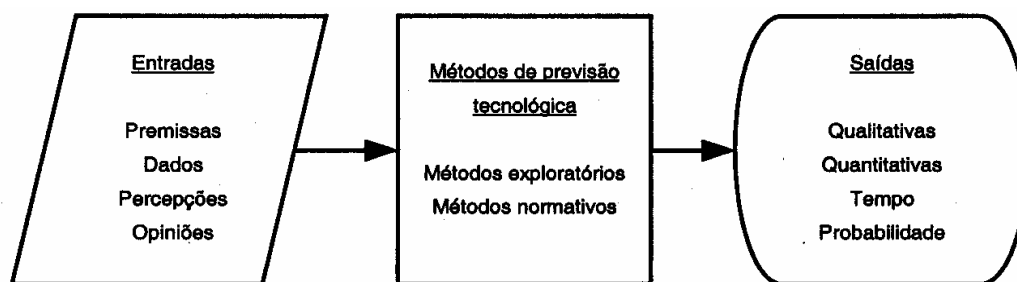 Entradas
Premissas
Dados
Percepções
Opiniões
Métodos de previsão
tecnológica
Métodos exploratórios
Métodos normativos
Saídas
Qualitativas
Quantitativas
Tempo
Probabilidade